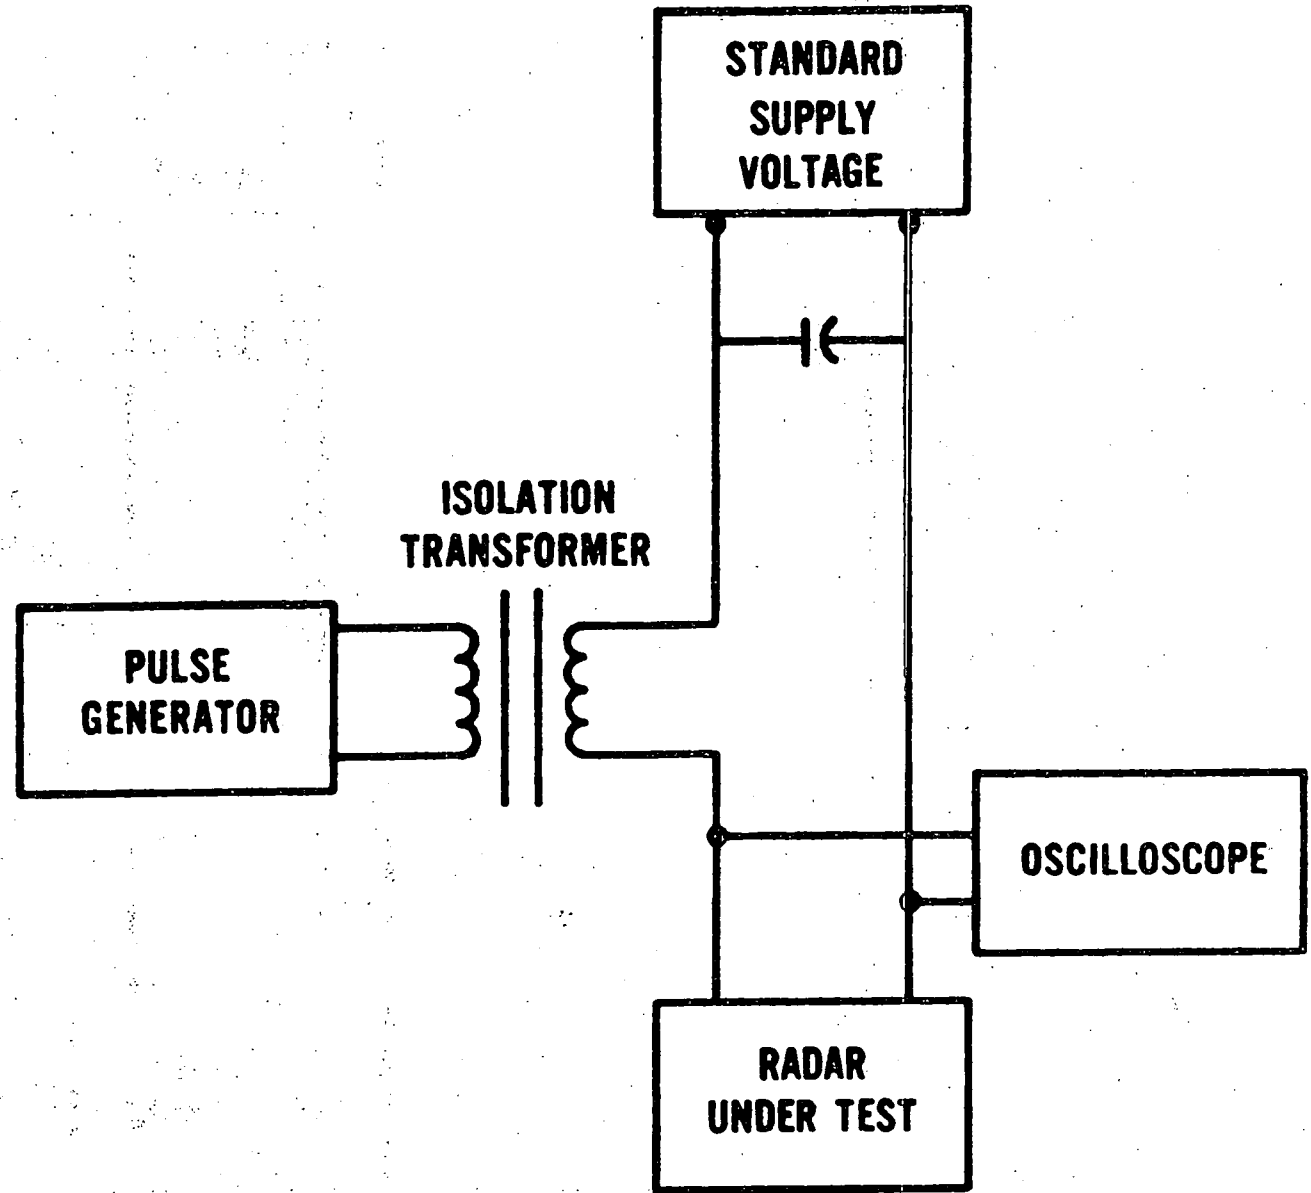 STANDARD
SUPPLY
VOLTAGE
ISOLATION
TRANSFORMER
PULSE
GENERATOR
OSCILLOSCOPE
RADAR
UNDER TEST